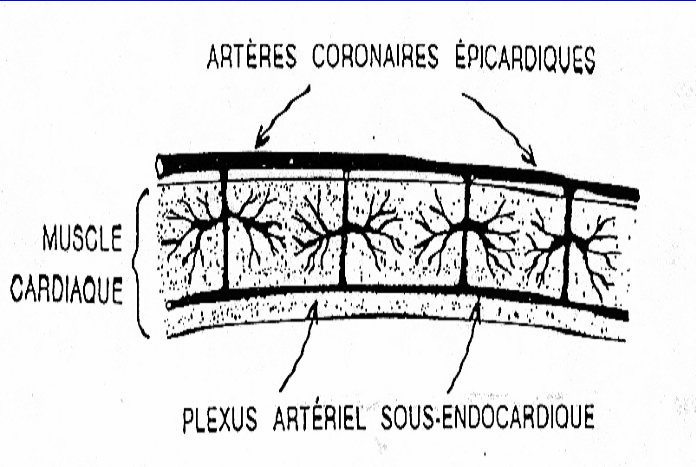 ARTÈRES CORONAIRES ÉPICARDIQUES
MUSCLE
CARDIAQUE
PLEXUS ARTÉRIEL SOUS-ENDOCARDIQUE